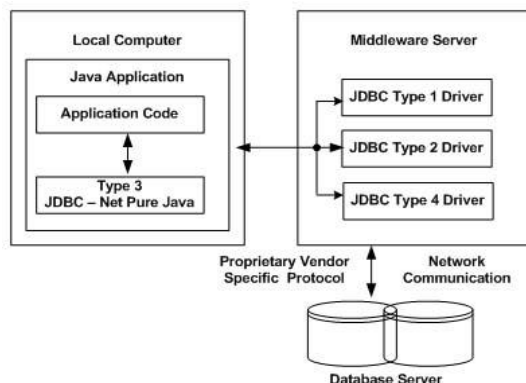 Local Computer
Java Application
Application Code
Type 3
JDBC – Net Pure Java
Middleware Server
JDBC Type 1 Driver
JDBC Type 2 Driver
JDBC Type 4 Driver
Proprietary Vendor
Specific Protocol
Network
Communication
Database Server